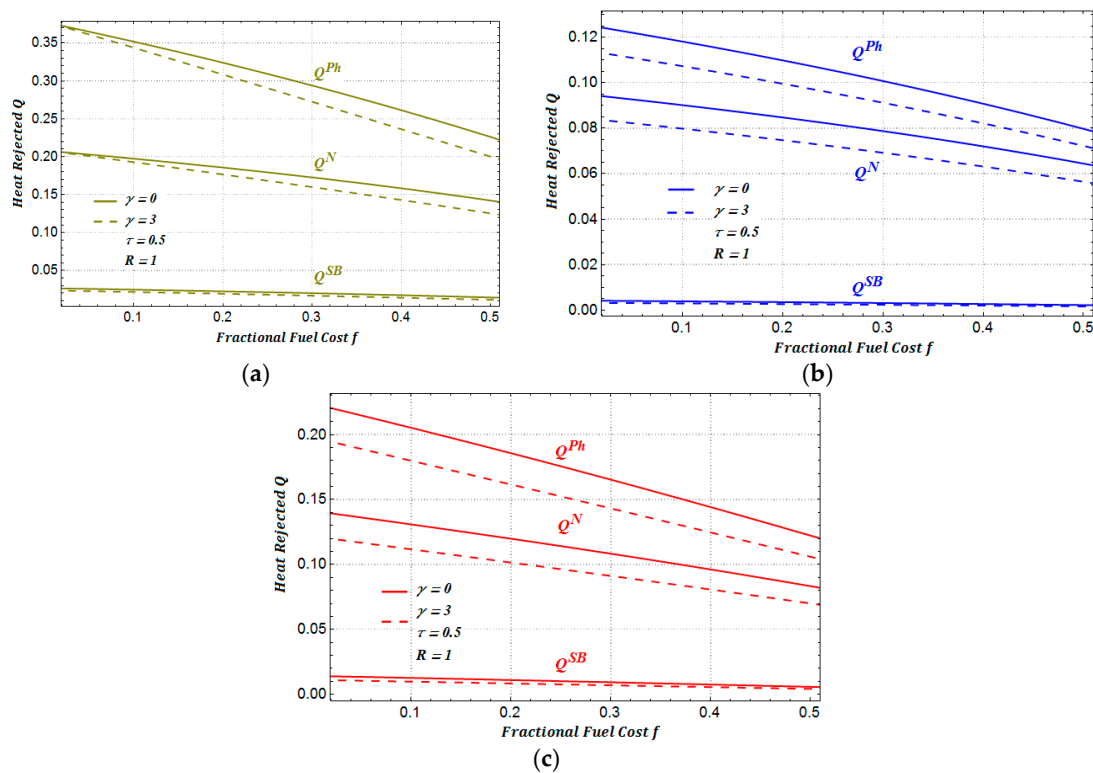 0.35
0.30
0.25
0.20
0.15
0.10
0.05
Heat Rejected Q
Q^Ph
Q^N
Q^SB
γ = 0
γ = 3
τ = 0.5
R = 1
0.1 0.2 0.3 0.4 0.5
Fractional Fuel Cost f
(a)
0.12
0.10
0.08
0.06
0.04
0.02
0.00
Heat Rejected Q
Q^Ph
Q^N
Q^SB
γ = 0
γ = 3
τ = 0.5
R = 1
0.1 0.2 0.3 0.4 0.5
Fractional Fuel Cost f
(b)
0.20
0.15
0.10
0.05
0.00
Heat Rejected Q
Q^Ph
Q^N
Q^SB
γ = 0
γ = 3
τ = 0.5
R = 1
0.1 0.2 0.3 0.4 0.5
Fractional Fuel Cost f
(c)